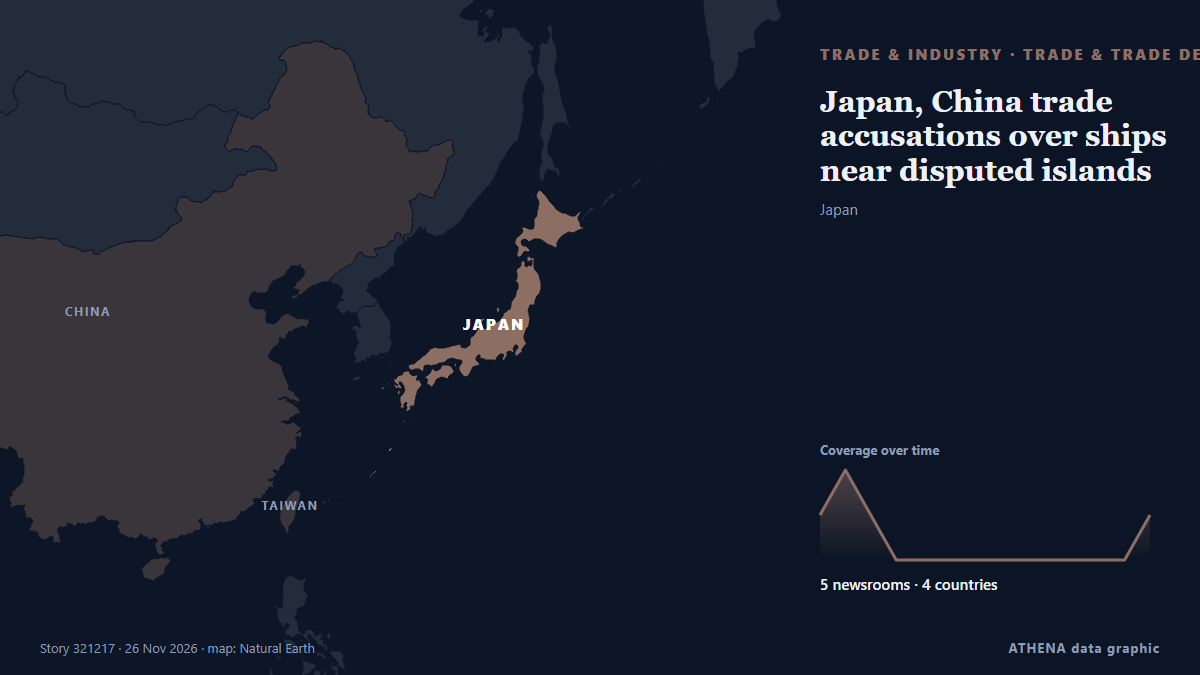 TRADE & INDUSTRY · TRADE & TRADE DE
Japan, China trade
accusations over ships
near disputed islands
Japan
CHINA
JAPAN
TAIWAN
Coverage over time
5 newsrooms · 4 countries
Story 321217 · 26 Nov 2026 · map: Natural Earth
ATHENA data graphic